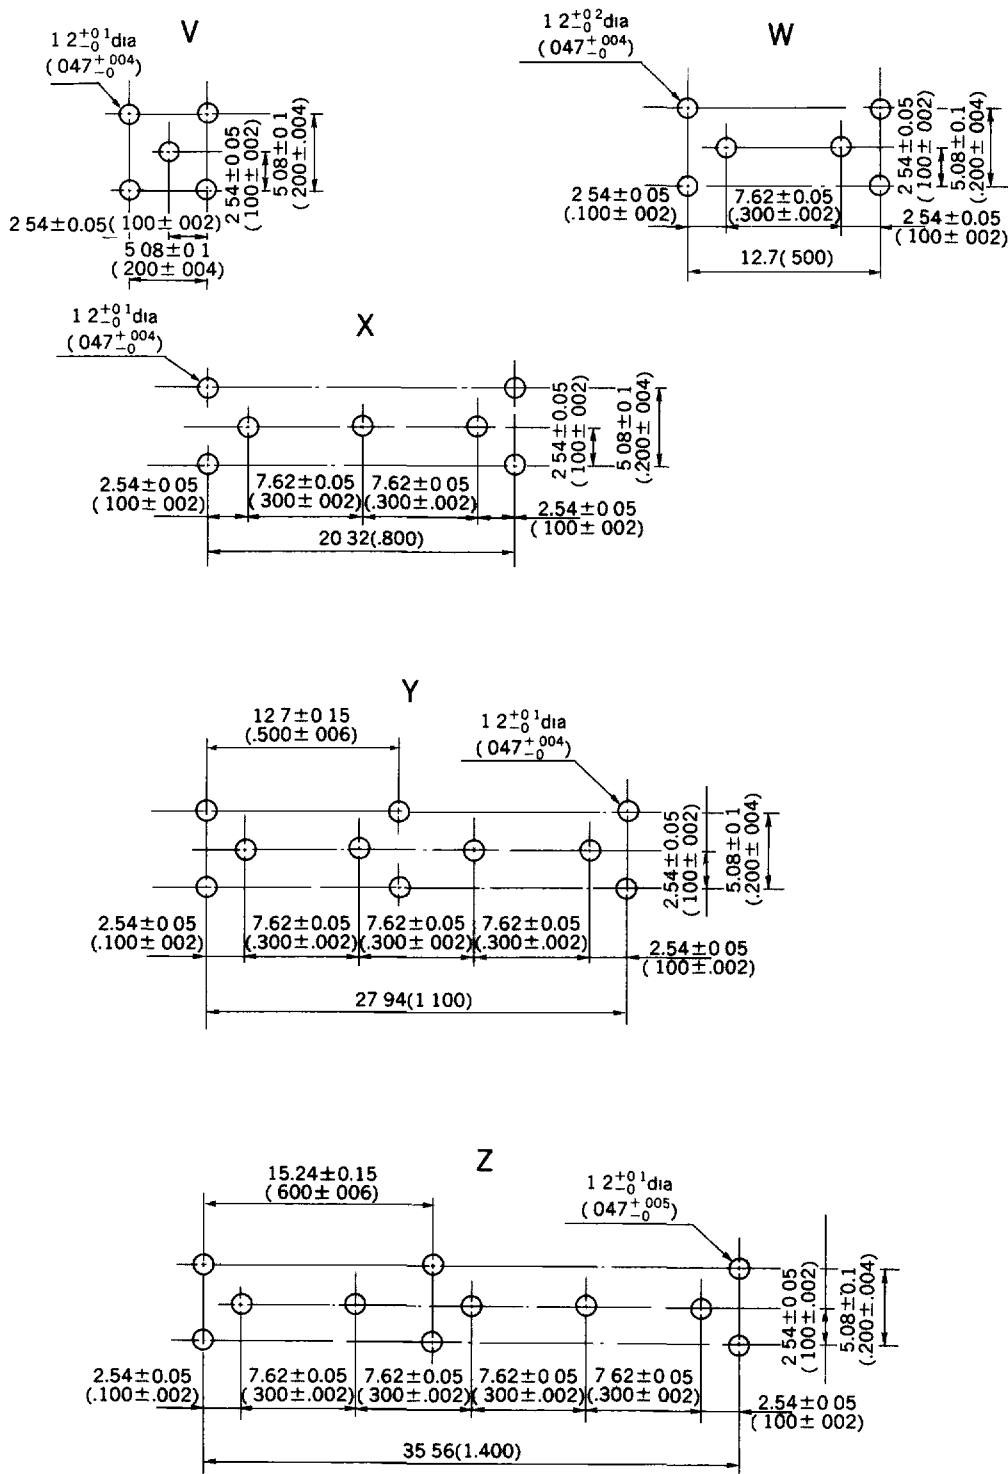 V
1 2 +0 1 -0 dia
( 047 +.004 -0)
2 54±0 05
(100±002)
5 08±0.1
(.200±.004)
2 54±0.05( 100±002)
5 08±0 1
( 200±004)
W
1 2 +0 2 -0 dia
(047 +.004 -0)
2 54±0.05
( 100±002)
5.08±0.1
(.200±.004)
2 54±0.05
(.100±002)
7.62±0.05
(.300±.002)
2 54±0.05
(100±002)
12.7( 500)
X
1 2 +0 1 -0 dia
( 047 +.004 -0)
2 54±0.05
(100±002)
5 08±0 1
(.200±004)
2.54±0 05
( 100±002)
7.62±0.05
( 300±002)
7.62±0.05
(.300±.002)
2.54±0 05
( 100±002)
20 32(.800)
Y
12 7±0 15
(.500±006)
1 2 +0 1 -0 dia
( 047 +.004 -0)
2.54±0.05
( 100±002)
5.08±0 1
(.200±004)
2.54±0 05
(.100±002)
7.62±0.05
(.300±.002)
7.62±0.05
(.300±002)
7.62±0.05
(.300±.002)
2.54±0 05
( 100±.002)
27 94(1 100)
Z
15.24±0.15
( 600±006)
1 2 +0 1 -0 dia
( 047 +.005 -0)
2 54±0 05
( 100±.002)
5.08±0.1
(.200±.004)
2.54±0.05
(.100±.002)
7.62±0.05
(.300±.002)
7.62±0.05
(.300±002)
7.62±0 05
(.300±002)
7 62±0 05
(.300±002)
2.54±0 05
(100±002)
35 56(1.400)